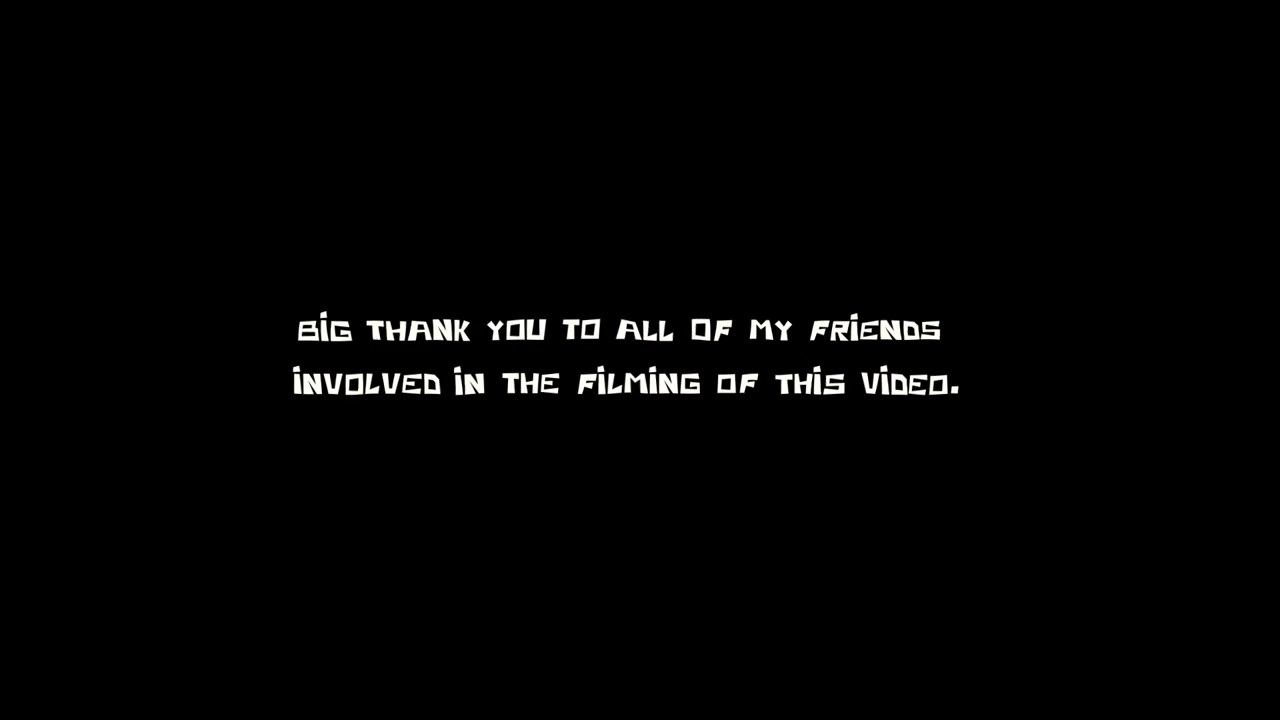 BiG THANK YOU TO ALL OF MY FRiENDS
iNVOLVED iN THE FiLMiNG OF THiS ViDEO.